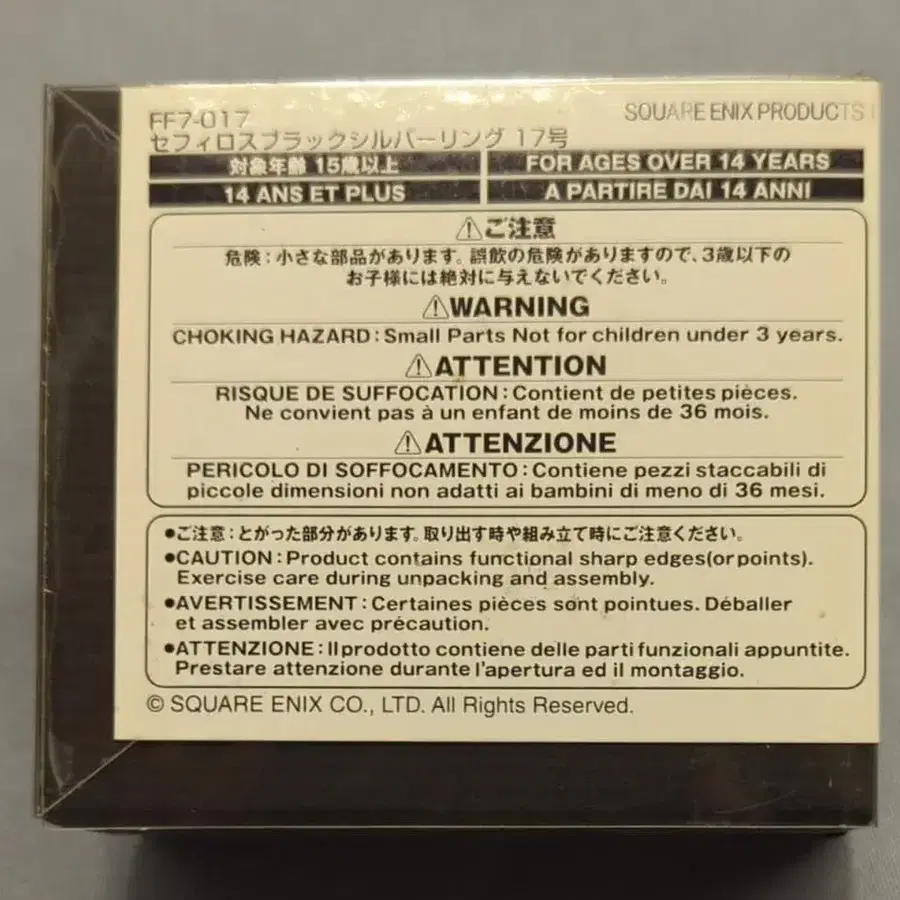 FF7-017
SQUARE ENIX PRODUCTS
セフィロスブラックシルバーリング 17号
対象年齢 15歳以上
FOR AGES OVER 14 YEARS
14 ANS ET PLUS
A PARTIRE DAI 14 ANNI
⚠ご注意
危険：小さな部品があります。誤飲の危険がありますので、3歳以下の
お子様には絶対に与えないでください。
⚠WARNING
CHOKING HAZARD：Small Parts Not for children under 3 years.
⚠ATTENTION
RISQUE DE SUFFOCATION：Contient de petites pièces.
Ne convient pas à un enfant de moins de 36 mois.
⚠ATTENZIONE
PERICOLO DI SOFFOCAMENTO：Contiene pezzi staccabili di
piccole dimensioni non adatti ai bambini di meno di 36 mesi.
●ご注意：とがった部分があります。取り出す時や組み立て時にご注意ください。
●CAUTION：Product contains functional sharp edges(or points).
Exercise care during unpacking and assembly.
●AVERTISSEMENT：Certaines pièces sont pointues. Déballer
et assembler avec précaution.
●ATTENZIONE：Il prodotto contiene delle parti funzionali appuntite.
Prestare attenzione durante l'apertura ed il montaggio.
© SQUARE ENIX CO., LTD. All Rights Reserved.